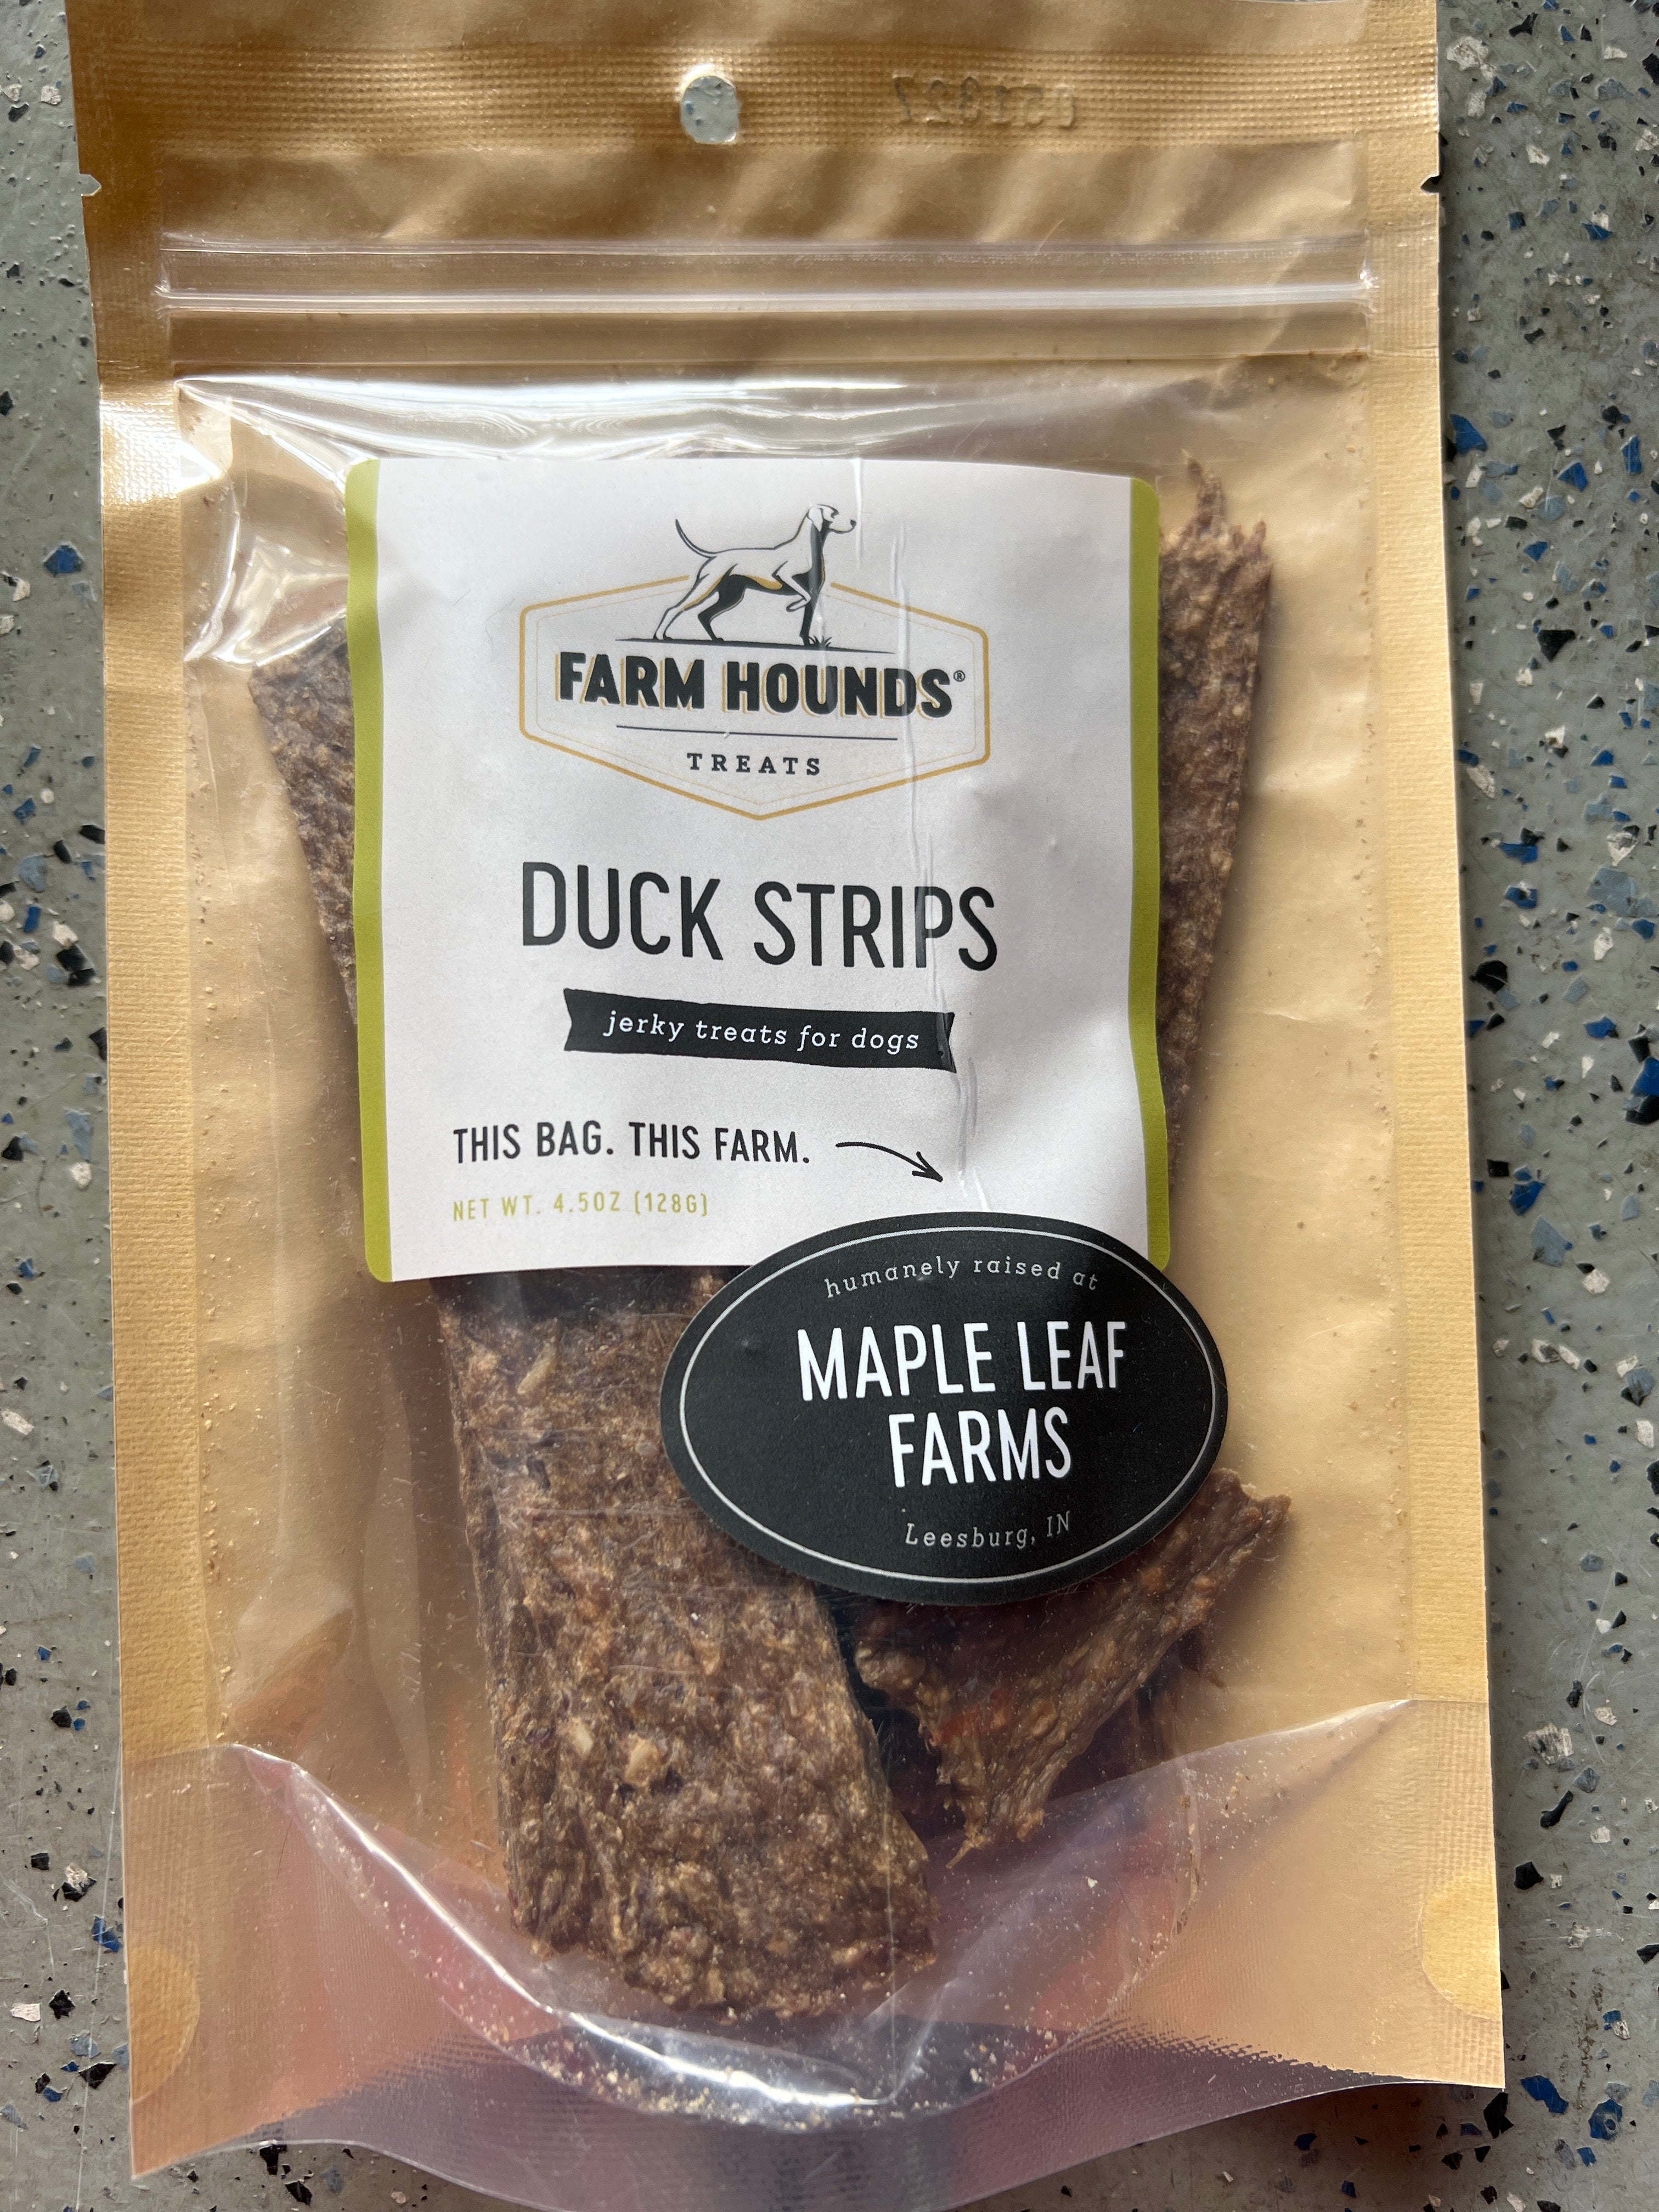 051327
FARM HOUNDS®
TREATS
DUCK STRIPS
jerky treats for dogs
THIS BAG. THIS FARM.
NET WT. 4.5OZ (128G)
humanely raised at
MAPLE LEAF
FARMS
Leesburg, IN